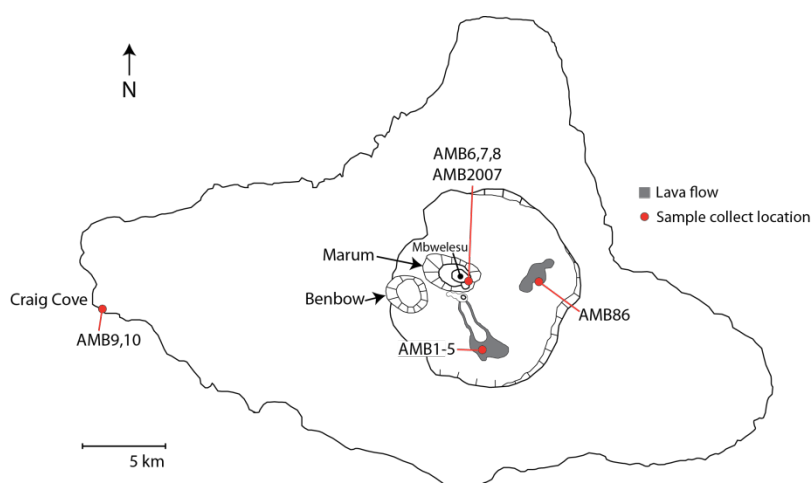 N
AMB6,7,8
AMB2007
Lava flow
Sample collect location
Mbwelesu
Marum
Benbow
Craig Cove
AMB9,10
AMB86
AMB1-5
5 km